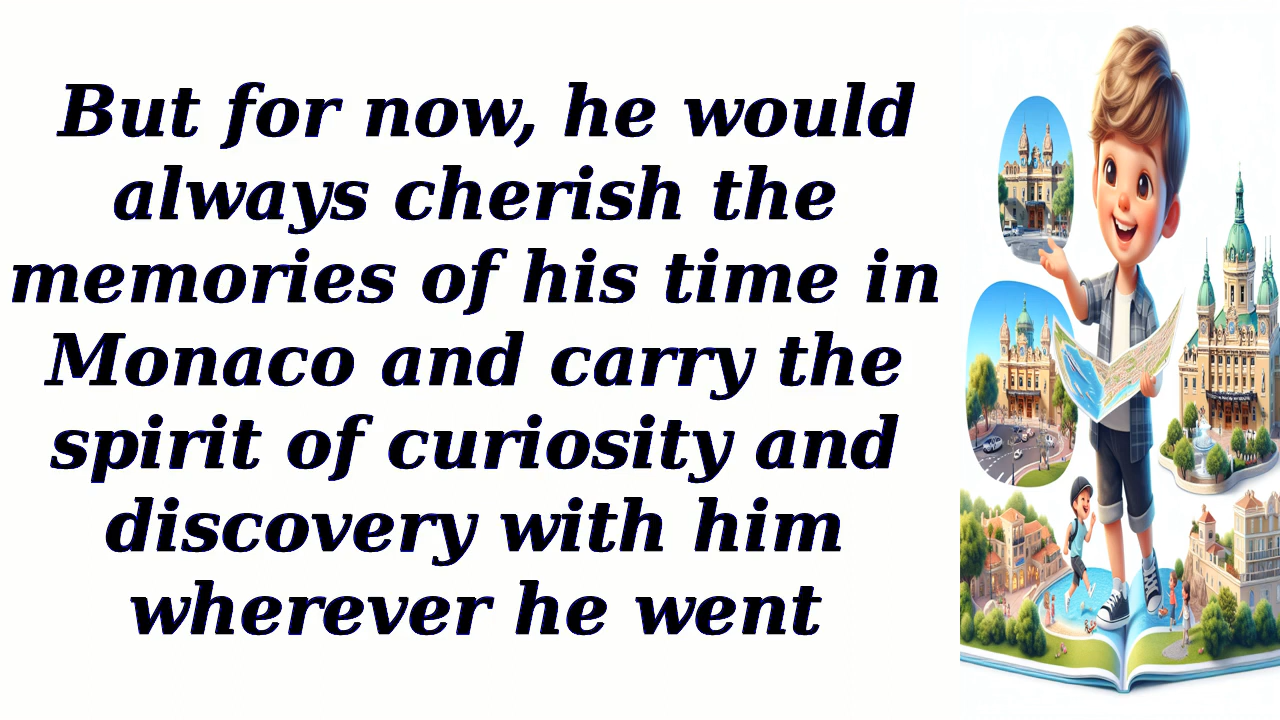 But for now, he would
always cherish the
memories of his time in
Monaco and carry the
spirit of curiosity and
discovery with him
wherever he went